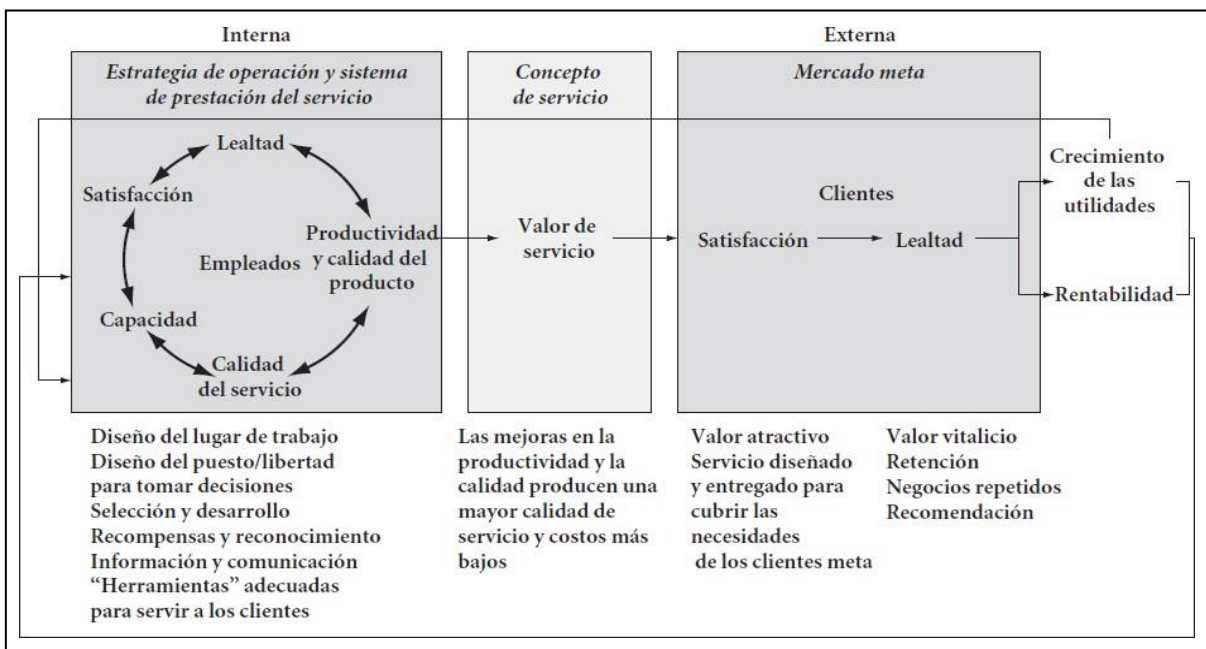 Interna
Externa
Estrategia de operación y sistema
de prestación del servicio
Lealtad
Satisfacción
Productividad
y calidad del
producto
Empleados
Capacidad
Calidad
del servicio
Concepto
de servicio
Valor de
servicio
Mercado meta
Clientes
Satisfacción
Lealtad
Crecimiento
de las
utilidades
Rentabilidad
Diseño del lugar de trabajo
Diseño del puesto/libertad
para tomar decisiones
Selección y desarrollo
Recompensas y reconocimiento
Información y comunicación
“Herramientas” adecuadas
para servir a los clientes
Las mejoras en la
productividad y la
calidad producen una
mayor calidad de
servicio y costos más
bajos
Valor atractivo
Servicio diseñado
y entregado para
cubrir las
necesidades
de los clientes meta
Valor vitalicio
Retención
Negocios repetidos
Recomendación